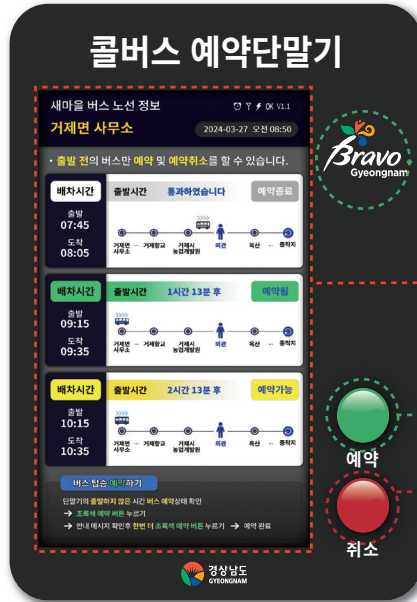 콜버스 예약단말기
새마을 버스 노선 정보 OK V1.1
거제면 사무소 2024-03-27 오전 08:50
• 출발 전의 버스만 예약 및 예약취소를 할 수 있습니다.
배차시간 출발시간 통과하였습니다 예약종료
출발
07:45
도착
08:05
거제면 사무소 ··· 거제향교 거제시 농업개발원 외관 옥산 ··· 종착지
배차시간 출발시간 1시간 13분 후 예약됨
출발
09:15
도착
09:35
거제면 사무소 ··· 거제향교 거제시 농업개발원 외관 옥산 ··· 종착지
배차시간 출발시간 2시간 13분 후 예약가능
출발
10:15
도착
10:35
거제면 사무소 ··· 거제향교 거제시 농업개발원 외관 옥산 ··· 종착지
버스 탑승 예약하기
단말기의 출발하지 않은 시간 버스 예약상태 확인
→ 초록색 예약 버튼 누르기
→ 안내 메시지 확인후 한번 더 초록색 예약 버튼 누르기 → 예약 완료
Bravo
Gyeongnam
예약
취소
경상남도
GYEONGNAM